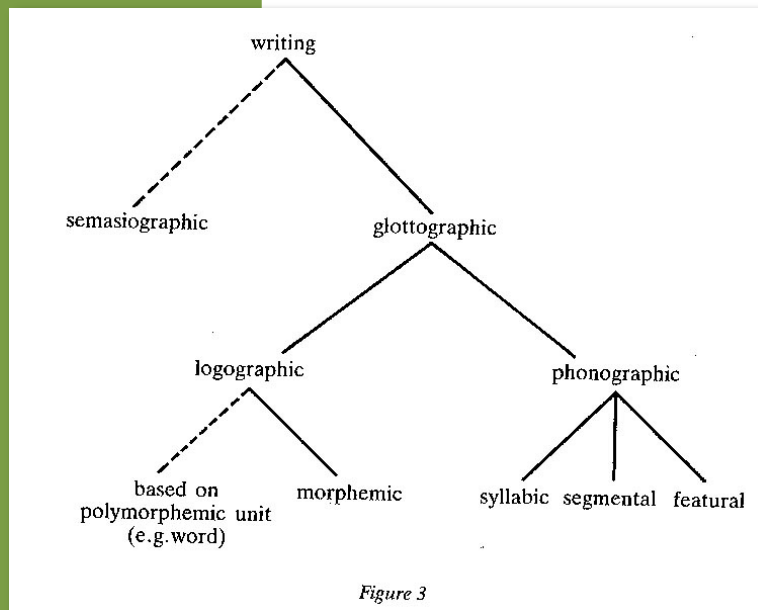 writing
semasiographic
glottographic
logographic
phonographic
based on
polymorphemic unit
(e.g.word)
morphemic
syllabic segmental featural
Figure 3